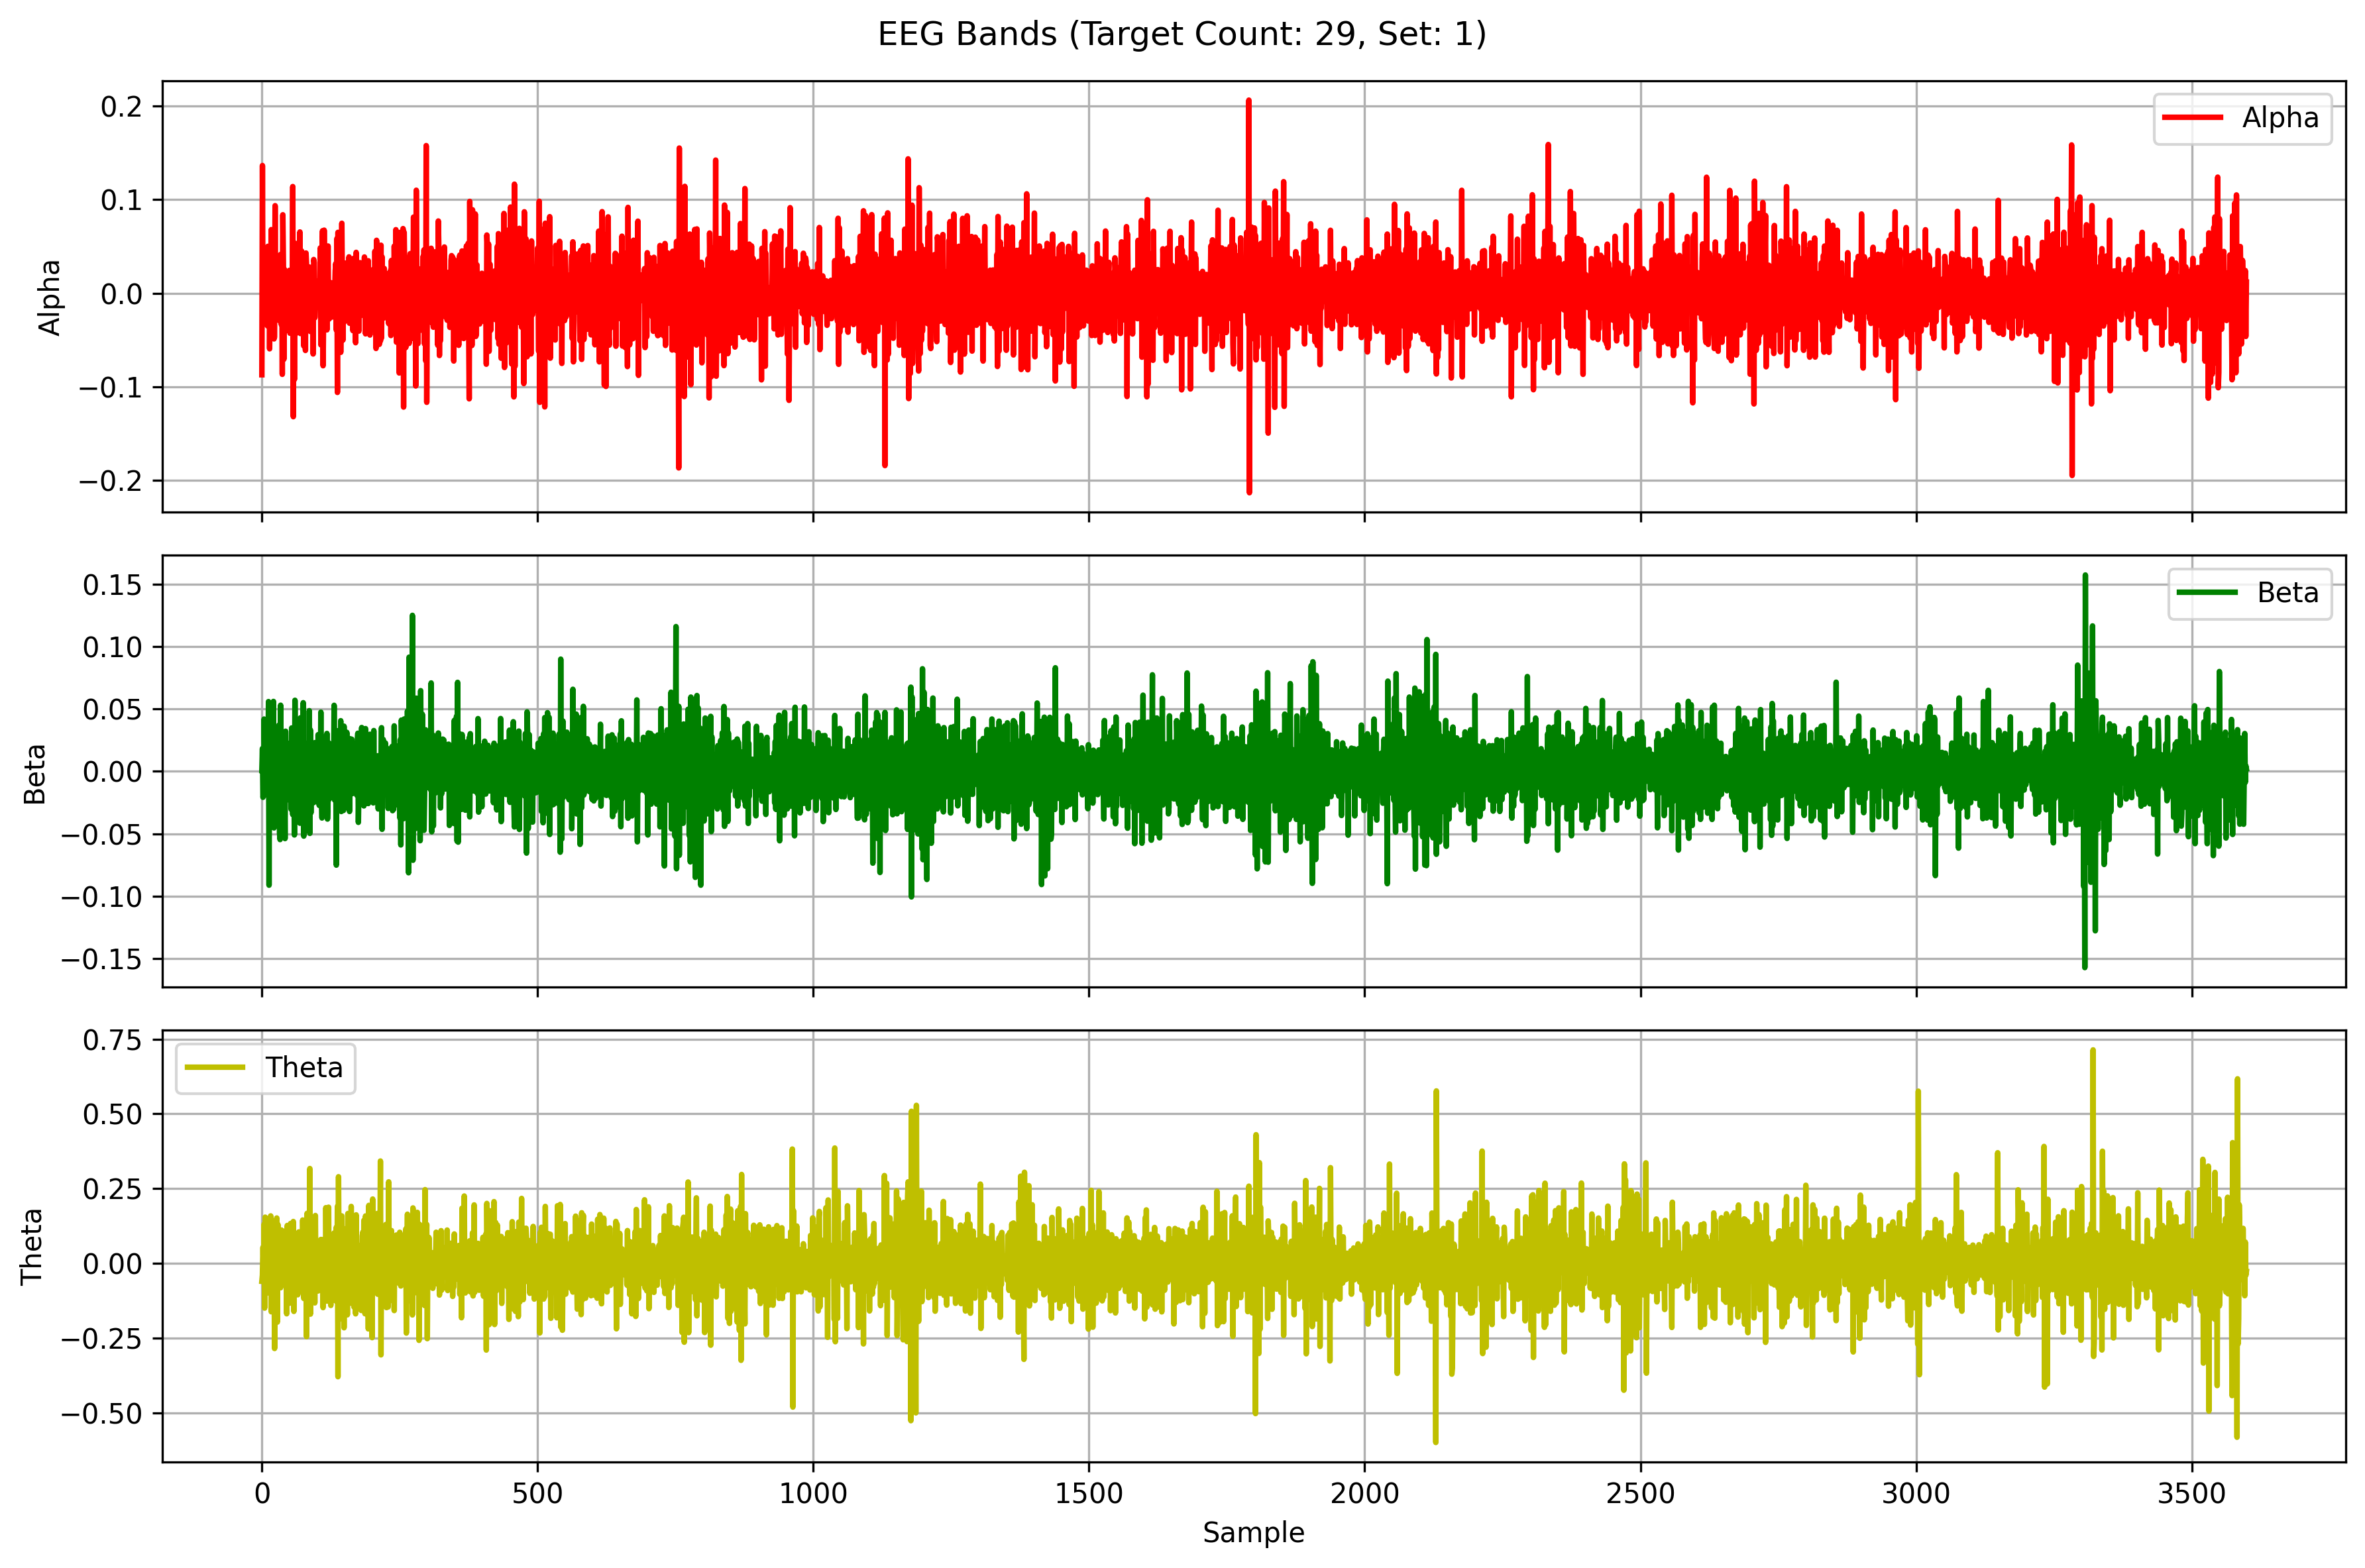 EEG Bands (Target Count: 29, Set: 1)
0.2
0.1
0.0
−0.1
−0.2
Alpha
Alpha
0.15
0.10
0.05
0.00
−0.05
−0.10
−0.15
Beta
Beta
0.75
0.50
0.25
0.00
−0.25
−0.50
Theta
Theta
0 500 1000 1500 2000 2500 3000 3500
Sample